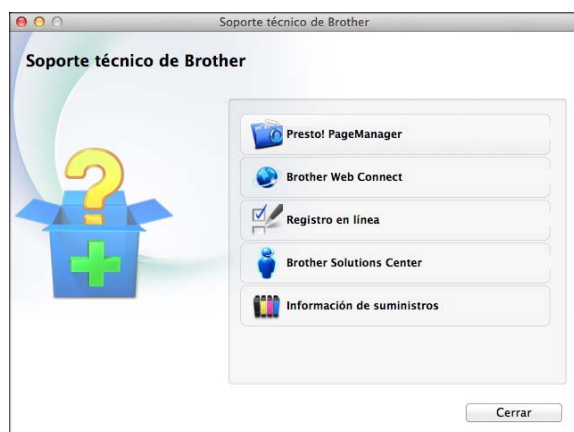 Soporte técnico de Brother
Soporte técnico de Brother
Presto! PageManager
Brother Web Connect
Registro en línea
Brother Solutions Center
Información de suministros
Cerrar